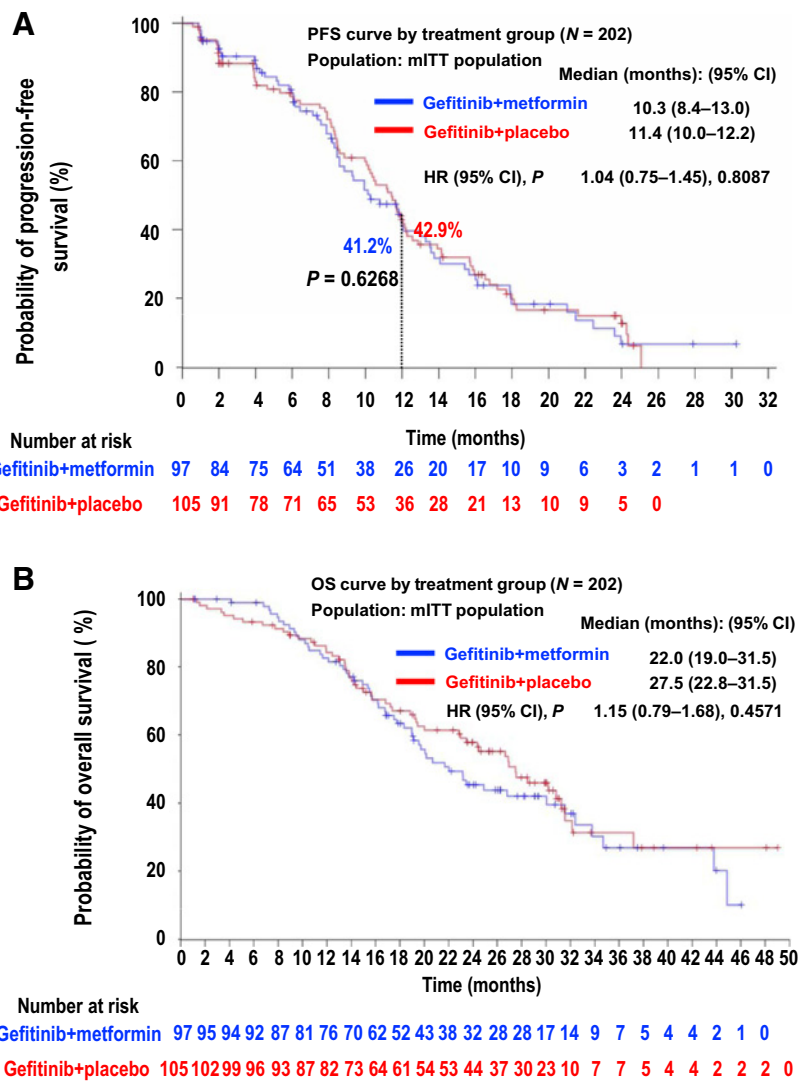 A
PFS curve by treatment group (N = 202)
Population: mITT population
Median (months): (95% CI)
Gefitinib+metformin 10.3 (8.4–13.0)
Gefitinib+placebo 11.4 (10.0–12.2)
HR (95% CI), P 1.04 (0.75–1.45), 0.8087
Probability of progression-free
survival (%)
100
80
60
40
20
0
42.9%
41.2%
P = 0.6268
0 2 4 6 8 10 12 14 16 18 20 22 24 26 28 30 32
Time (months)
Number at risk
Gefitinib+metformin 97 84 75 64 51 38 26 20 17 10 9 6 3 2 1 1 0
Gefitinib+placebo 105 91 78 71 65 53 36 28 21 13 10 9 5 0
B
OS curve by treatment group (N = 202)
Population: mITT population
Median (months): (95% CI)
Gefitinib+metformin 22.0 (19.0–31.5)
Gefitinib+placebo 27.5 (22.8–31.5)
HR (95% CI), P 1.15 (0.79–1.68), 0.4571
Probability of overall survival ( %)
100
80
60
40
20
0
0 2 4 6 8 10 12 14 16 18 20 22 24 26 28 30 32 34 36 38 40 42 44 46 48 50
Time (months)
Number at risk
Gefitinib+metformin 97 95 94 92 87 81 76 70 62 52 43 38 32 28 28 17 14 9 7 5 4 4 2 1 0
Gefitinib+placebo 105 102 99 96 93 87 82 73 64 61 54 53 44 37 30 23 10 7 7 5 4 4 2 2 2 0